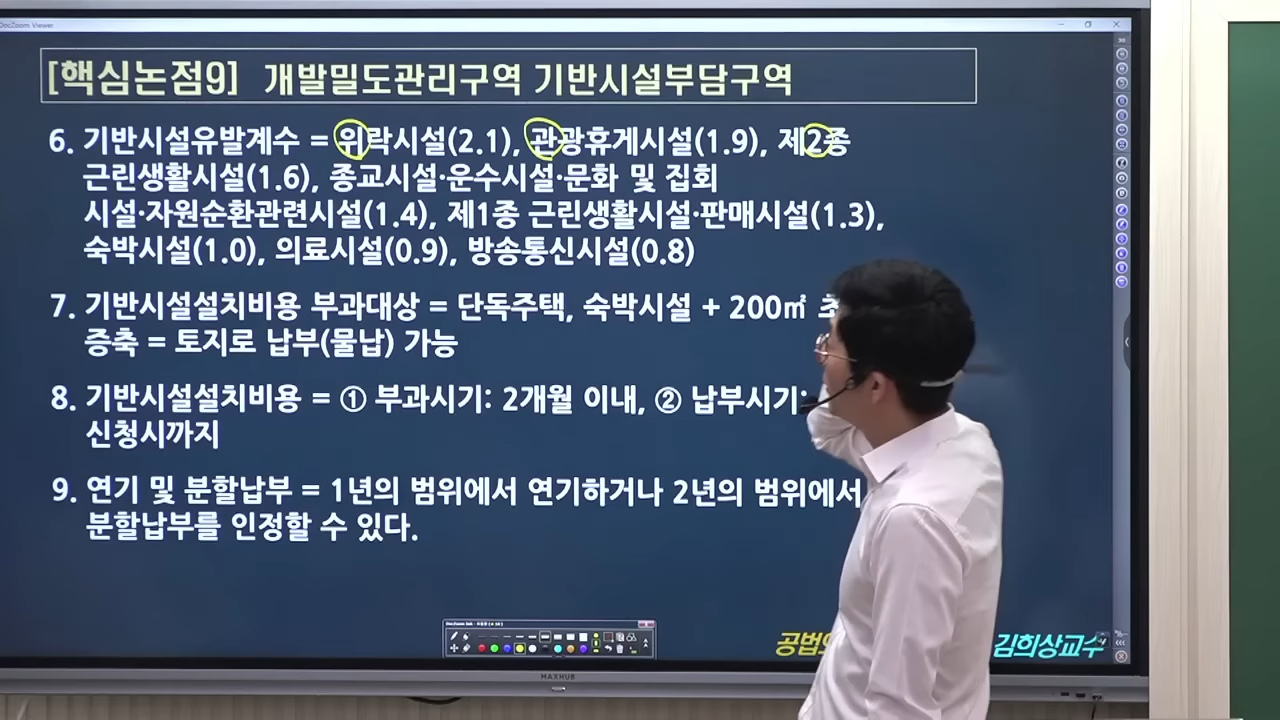 DocZoom Viewer
[핵심논점9] 개발밀도관리구역 기반시설부담구역
6. 기반시설유발계수 = 위락시설(2.1), 관광휴게시설(1.9), 제2종
근린생활시설(1.6), 종교시설·운수시설·문화 및 집회
시설·자원순환관련시설(1.4), 제1종 근린생활시설·판매시설(1.3),
숙박시설(1.0), 의료시설(0.9), 방송통신시설(0.8)
7. 기반시설설치비용 부과대상 = 단독주택, 숙박시설 + 200㎡
증축 = 토지로 납부(물납) 가능
8. 기반시설설치비용 = ① 부과시기: 2개월 이내, ② 납부시기:
신청시까지
9. 연기 및 분할납부 = 1년의 범위에서 연기하거나 2년의 범위에서
분할납부를 인정할 수 있다.
김희상교수
MAXHUB